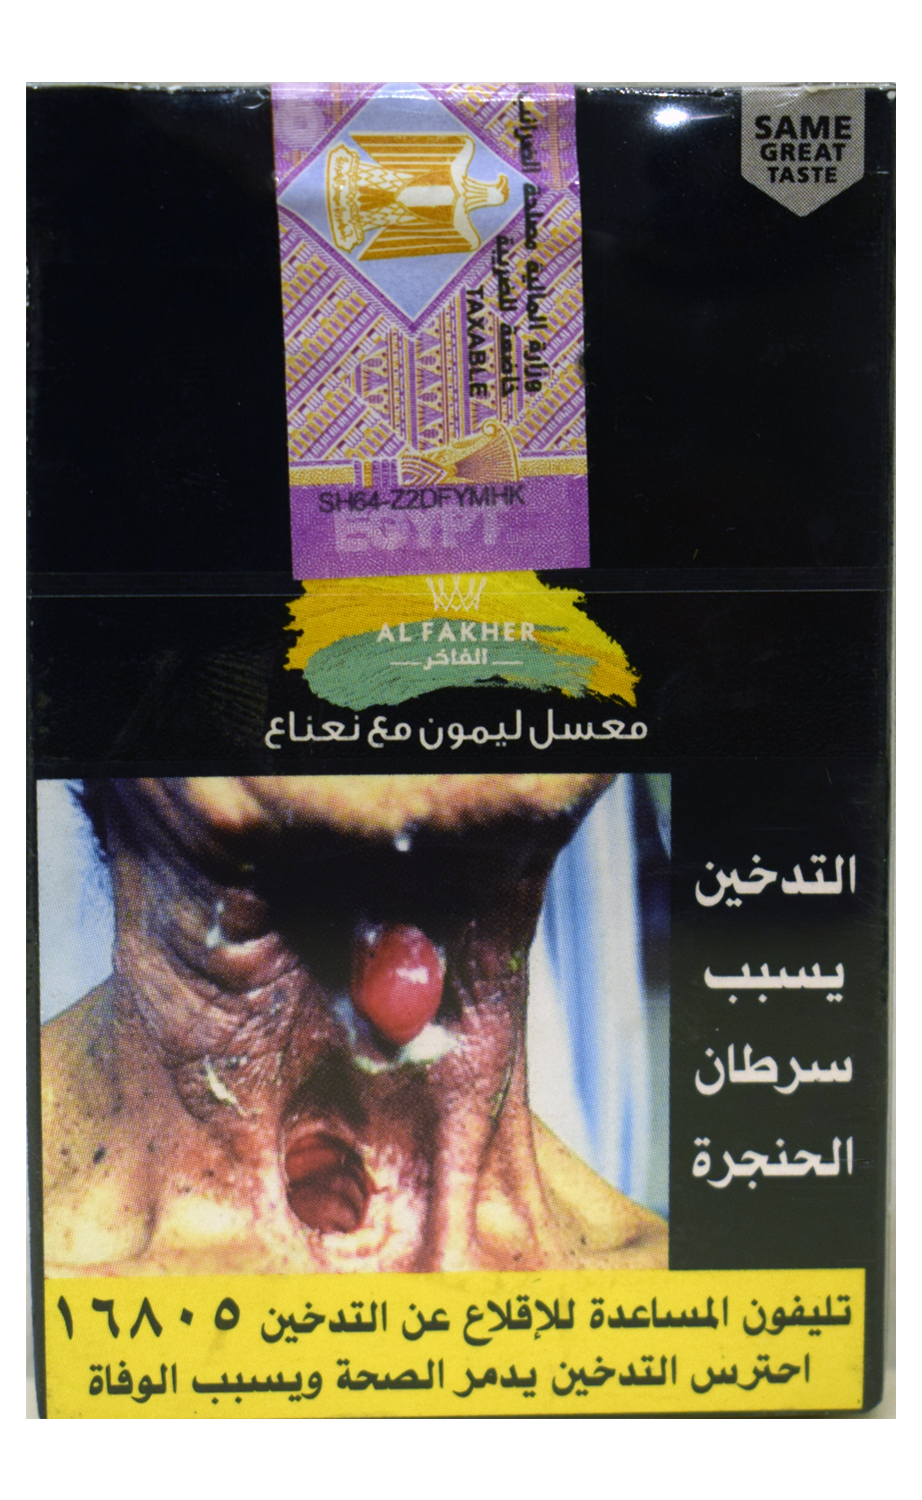 SAME
GREAT
TASTE
وزارة المالية مصلحة الضرائب
خاضعة للضريبة
TAXABLE
SH64-Z2DFYMHK
EGYPT
AL FAKHER
الفاخر
معسل ليمون مع نعناع
التدخين
يسبب
سرطان
الحنجرة
تليفون المساعدة للإقلاع عن التدخين ١٦٨٠٥
احترس التدخين يدمر الصحة ويسبب الوفاة